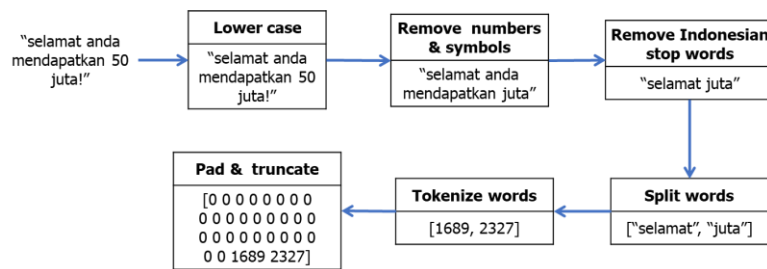 "selamat anda
mendapatkan 50
juta!"
Lower case
"selamat anda
mendapatkan 50
juta!"
Remove numbers
& symbols
"selamat anda
mendapatkan juta"
Remove Indonesian
stop words
"selamat juta"
Split words
["selamat", "juta"]
Tokenize words
[1689, 2327]
Pad & truncate
[0 0 0 0 0 0 0 0
0 0 0 0 0 0 0 0 0
0 0 0 0 0 0 0 0 0
0 0 1689 2327]